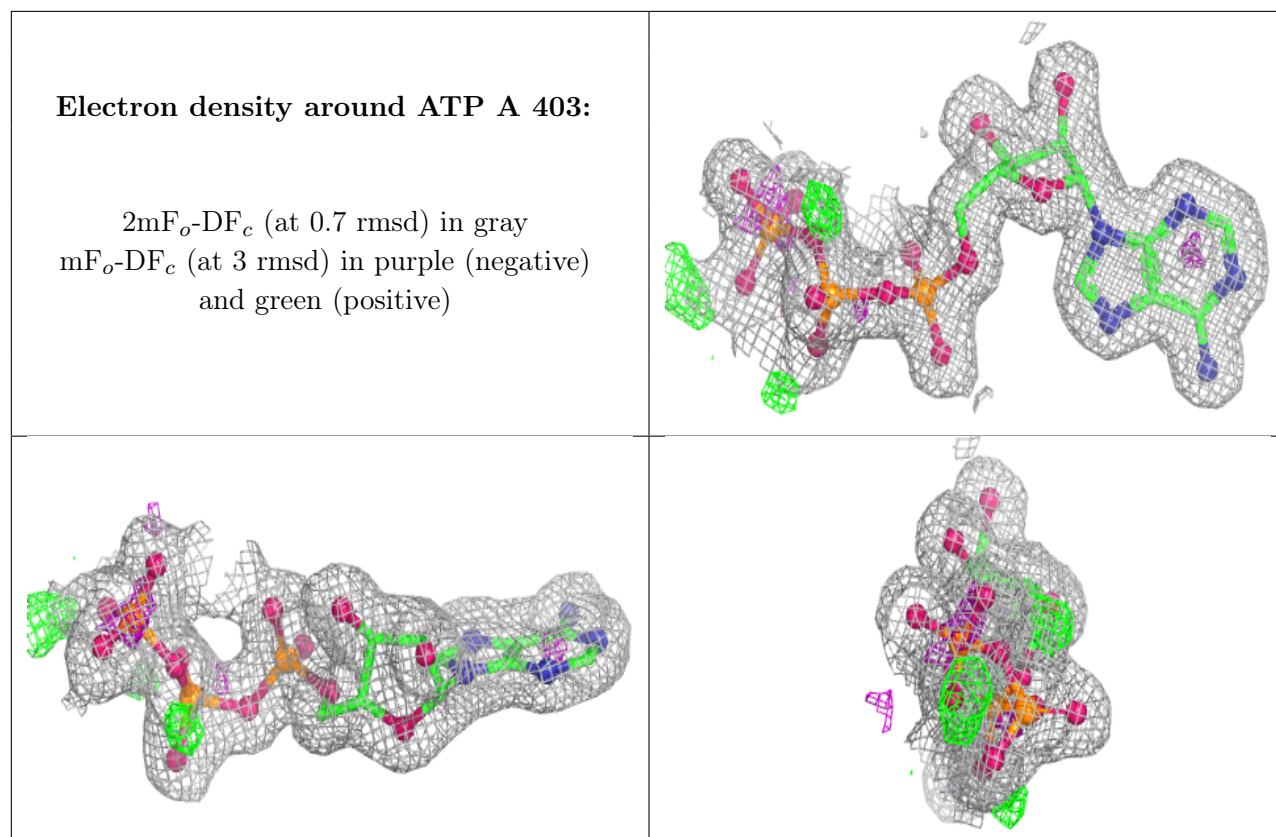 Electron density around ATP A 403:
2mFₒ-DF𝒸 (at 0.7 rmsd) in gray
mFₒ-DF𝒸 (at 3 rmsd) in purple (negative)
and green (positive)